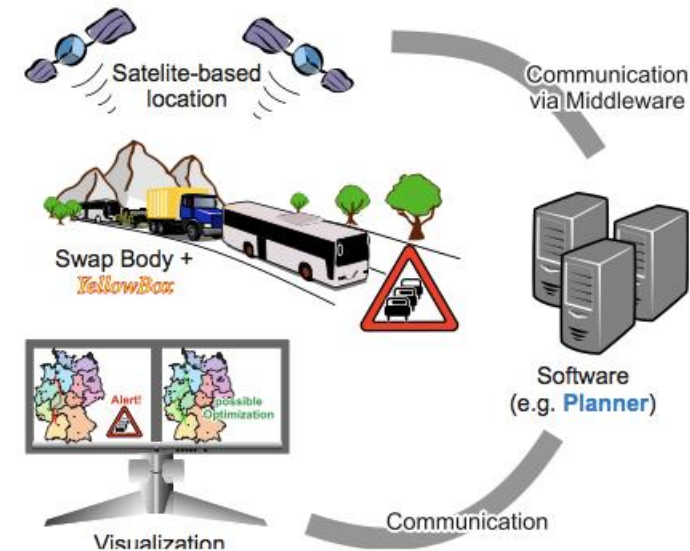 Satelite-based
location
Communication
via Middleware
Swap Body +
YellowBox
Software
(e.g. Planner)
Alert!
possible
Optimization
Communication
Visualization